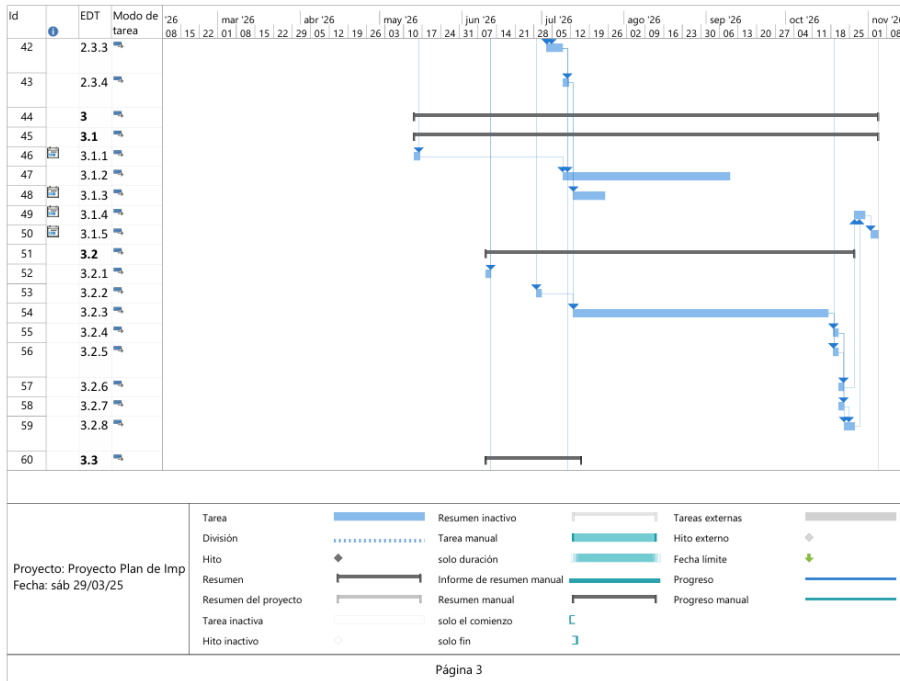 Id EDT Modo de tarea '26 mar '26 abr '26 may '26 jun '26 jul '26 ago '26 sep '26 oct '26 nov '26
08 15 22 01 08 15 22 29 05 12 19 26 03 10 17 24 31 07 14 21 28 05 12 19 26 02 09 16 23 30 06 13 20 27 04 11 18 25 01 08
42 2.3.3
43 2.3.4
44 3
45 3.1
46 3.1.1
47 3.1.2
48 3.1.3
49 3.1.4
50 3.1.5
51 3.2
52 3.2.1
53 3.2.2
54 3.2.3
55 3.2.4
56 3.2.5
57 3.2.6
58 3.2.7
59 3.2.8
60 3.3
Proyecto: Proyecto Plan de Imp
Fecha: sáb 29/03/25
Tarea
División
Hito
Resumen
Resumen del proyecto
Tarea inactiva
Hito inactivo
Resumen inactivo
Tarea manual
solo duración
Informe de resumen manual
Resumen manual
solo el comienzo
solo fin
Tareas externas
Hito externo
Fecha límite
Progreso
Progreso manual
Página 3